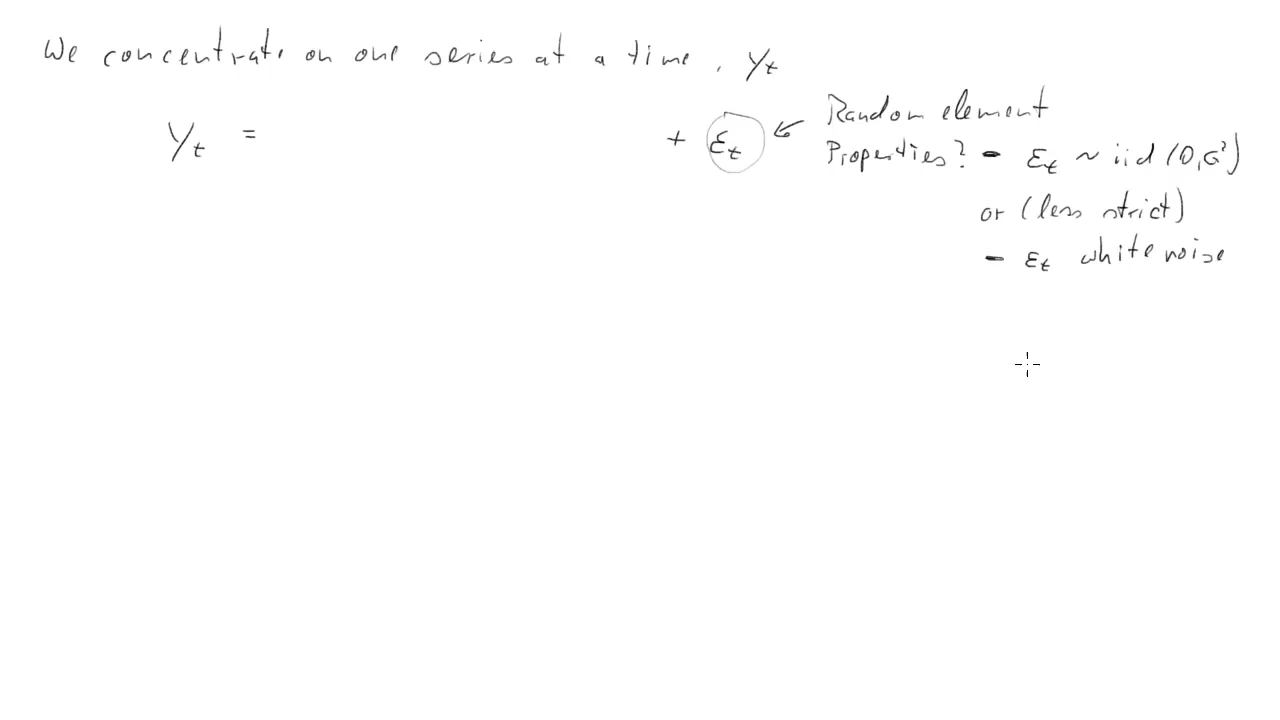 We concentrate on one series at a time, yt
yt = + εt Random element
Properties? - εt ~ iid (0, σ²)
or (less strict)
- εt white noise